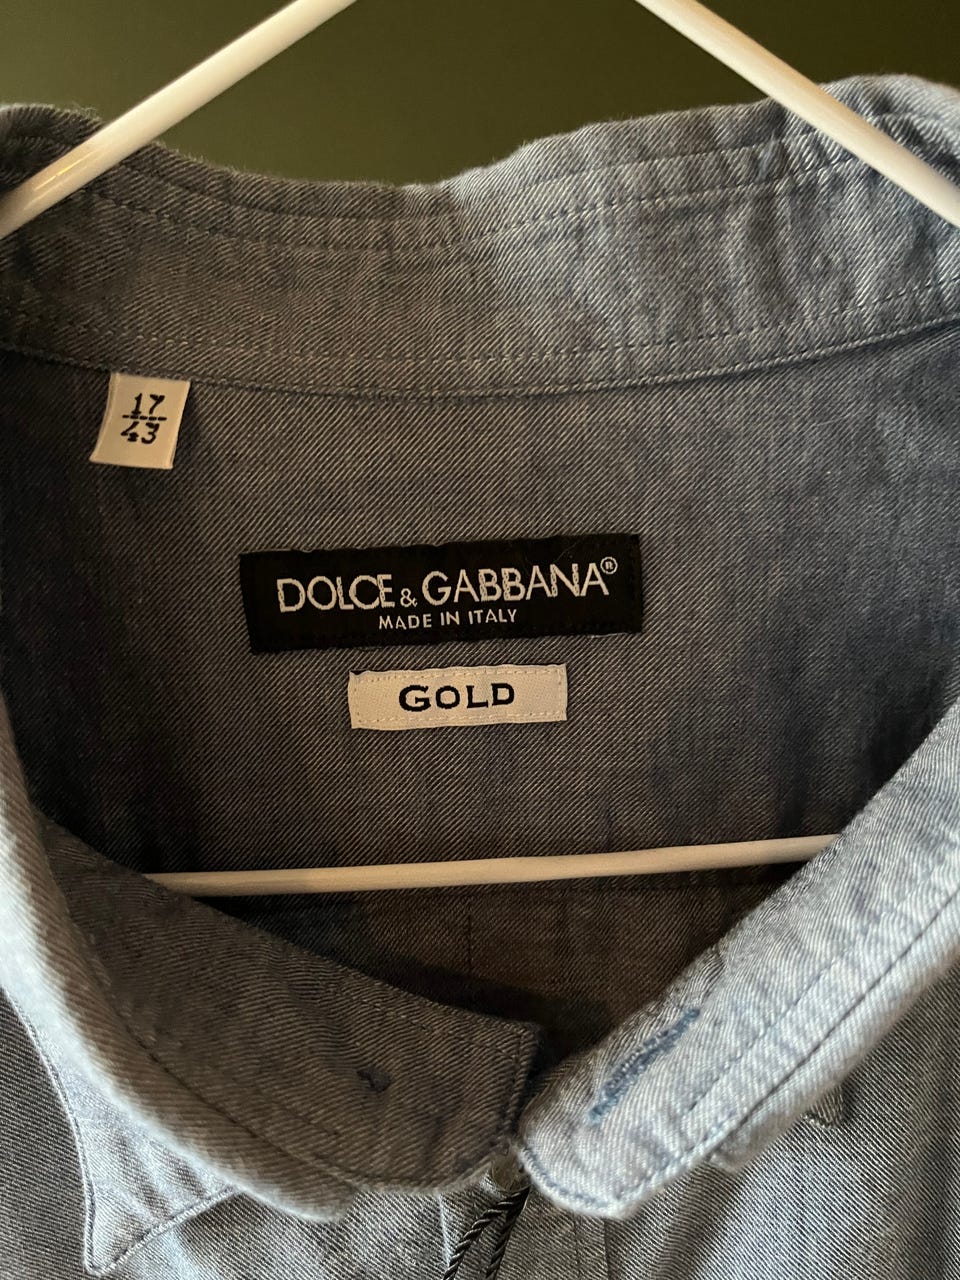 17
43
DOLCE & GABBANA®
MADE IN ITALY
GOLD